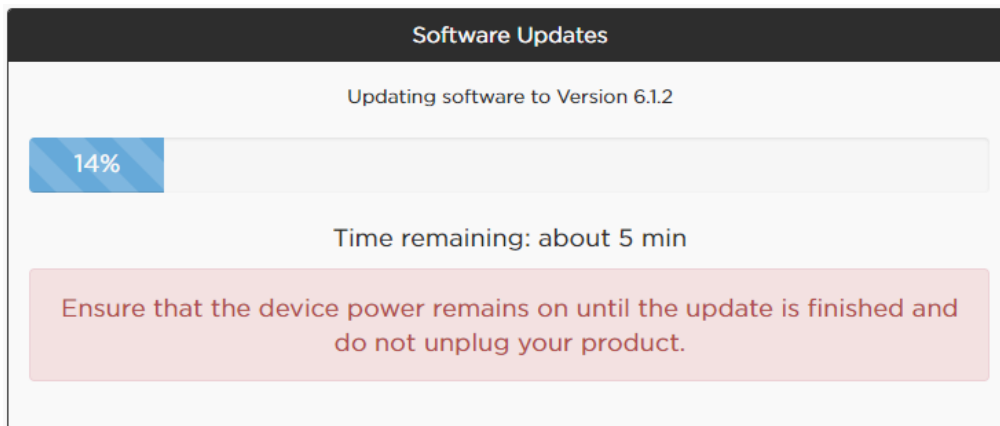 Software Updates
Updating software to Version 6.1.2
14%
Time remaining: about 5 min
Ensure that the device power remains on until the update is finished and
do not unplug your product.